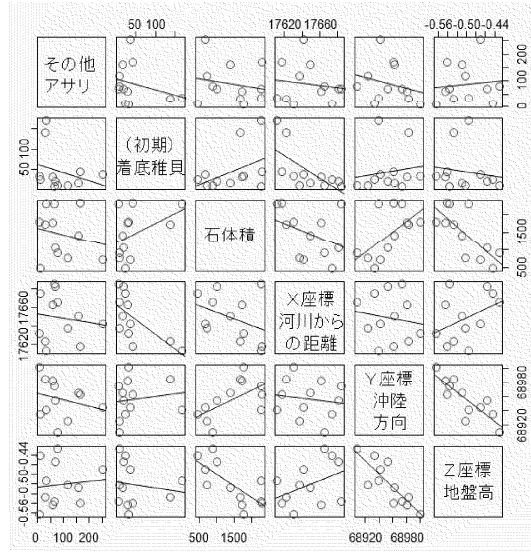 50 100
17620 17660
-0.56 -0.50 -0.44
その他
アサリ
0 100 200
50 100
(初期)
着底稚貝
石体積
500 1500
17620 17660
X座標
河川から
の距離
Y座標
沖陸
方向
68920 68980
-0.56 -0.50 -0.44
Z座標
地盤高
0 100 200
500 1500
68920 68980